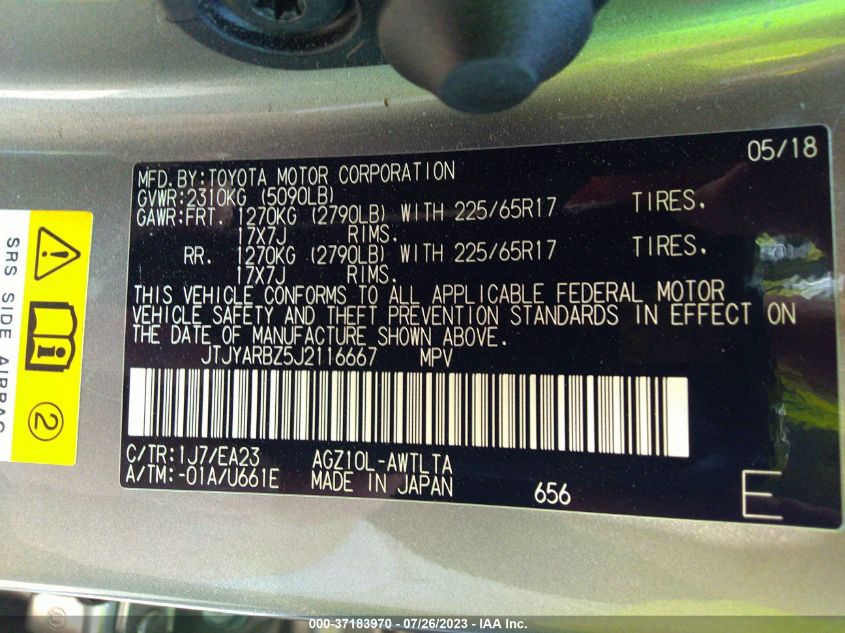 05/18
MFD.BY:TOYOTA MOTOR CORPORATION
GVWR:2310KG (5090LB)
GAWR:FRT. 1270KG (2790LB) WITH 225/65R17 TIRES.
17X7J RIMS.
RR. 1270KG (2790LB) WITH 225/65R17 TIRES.
17X7J RIMS.
THIS VEHICLE CONFORMS TO ALL APPLICABLE FEDERAL MOTOR
VEHICLE SAFETY AND THEFT PREVENTION STANDARDS IN EFFECT ON
THE DATE OF MANUFACTURE SHOWN ABOVE.
JTJYARBZ5J2116667 MPV
C/TR:1J7/EA23 AGZ10L-AWTLTA
A/TM:-01A/U661E MADE IN JAPAN 656 E
SRS SIDE AIRBAG
2
000-37183970 / 07/26/2023 - IAA Inc.